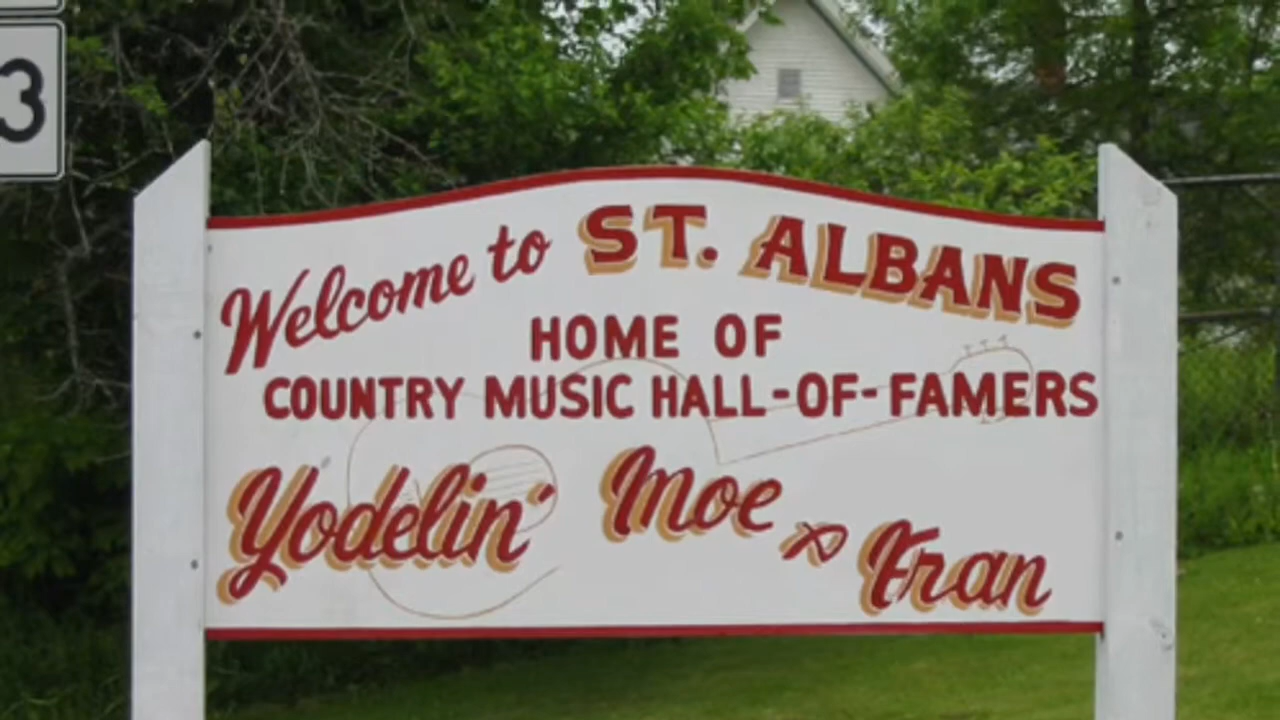 3
Welcome to ST. ALBANS
HOME OF
COUNTRY MUSIC HALL-OF-FAMERS
Yodelin' Moe & Fran